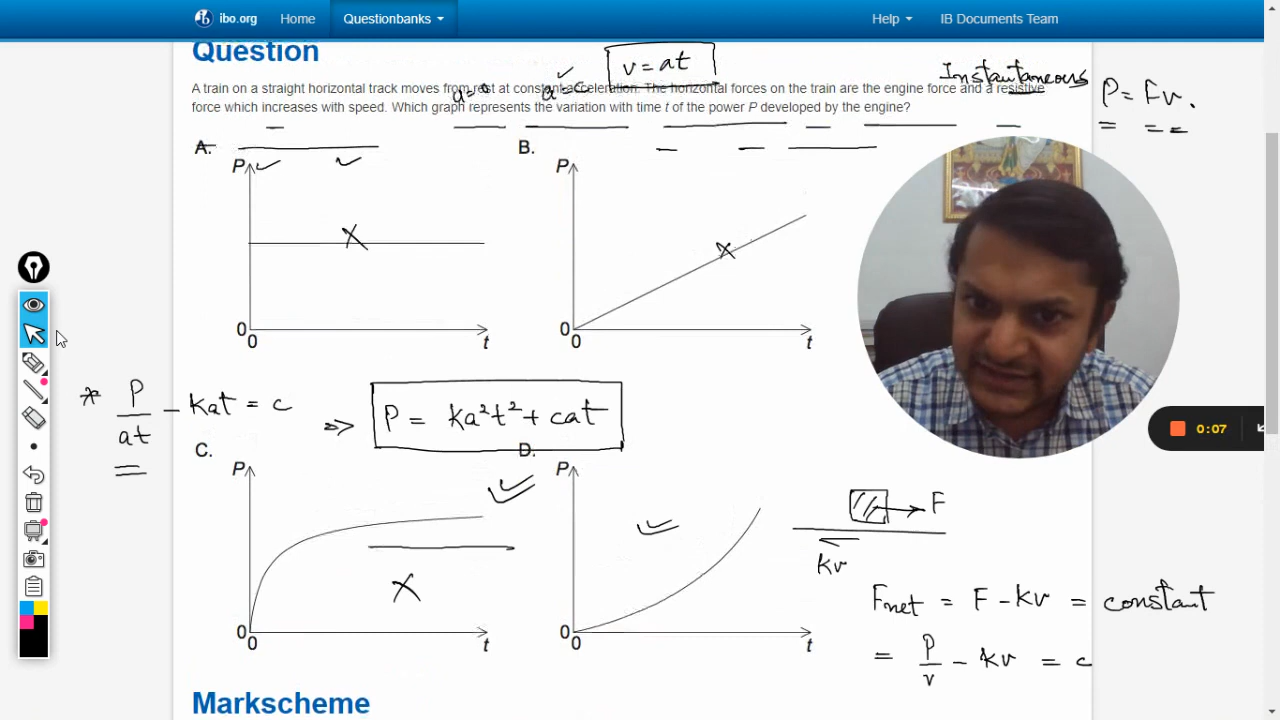 ibo.org Home Questionbanks Help IB Documents Team
Question
v = at
Instantaneous
A train on a straight horizontal track moves from rest at constant acceleration. The horizontal forces on the train are the engine force and a resistive
force which increases with speed. Which graph represents the variation with time t of the power P developed by the engine?
P = Fv.
A.
B.
P
P
0
0
t
0
0
t
* P/at - kat = c
=> P = ka²t² + cat
C.
D.
P
P
F
kv
0
0
t
0
0
t
Fnet = F - kv = constant
= P/v - kv = c
0:07
Markscheme